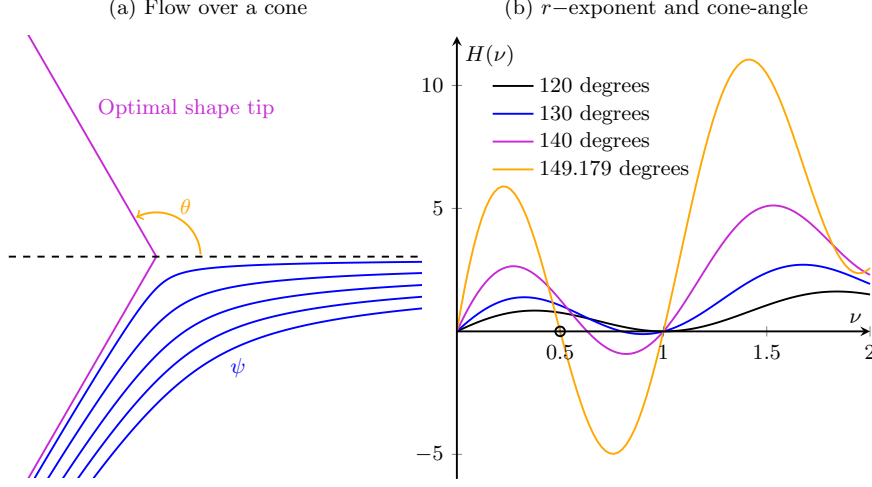 (a) Flow over a cone
Optimal shape tip
θ
ψ
(b) r−exponent and cone-angle
H(ν)
10
5
−5
120 degrees
130 degrees
140 degrees
149.179 degrees
0.5
1
1.5
2
ν